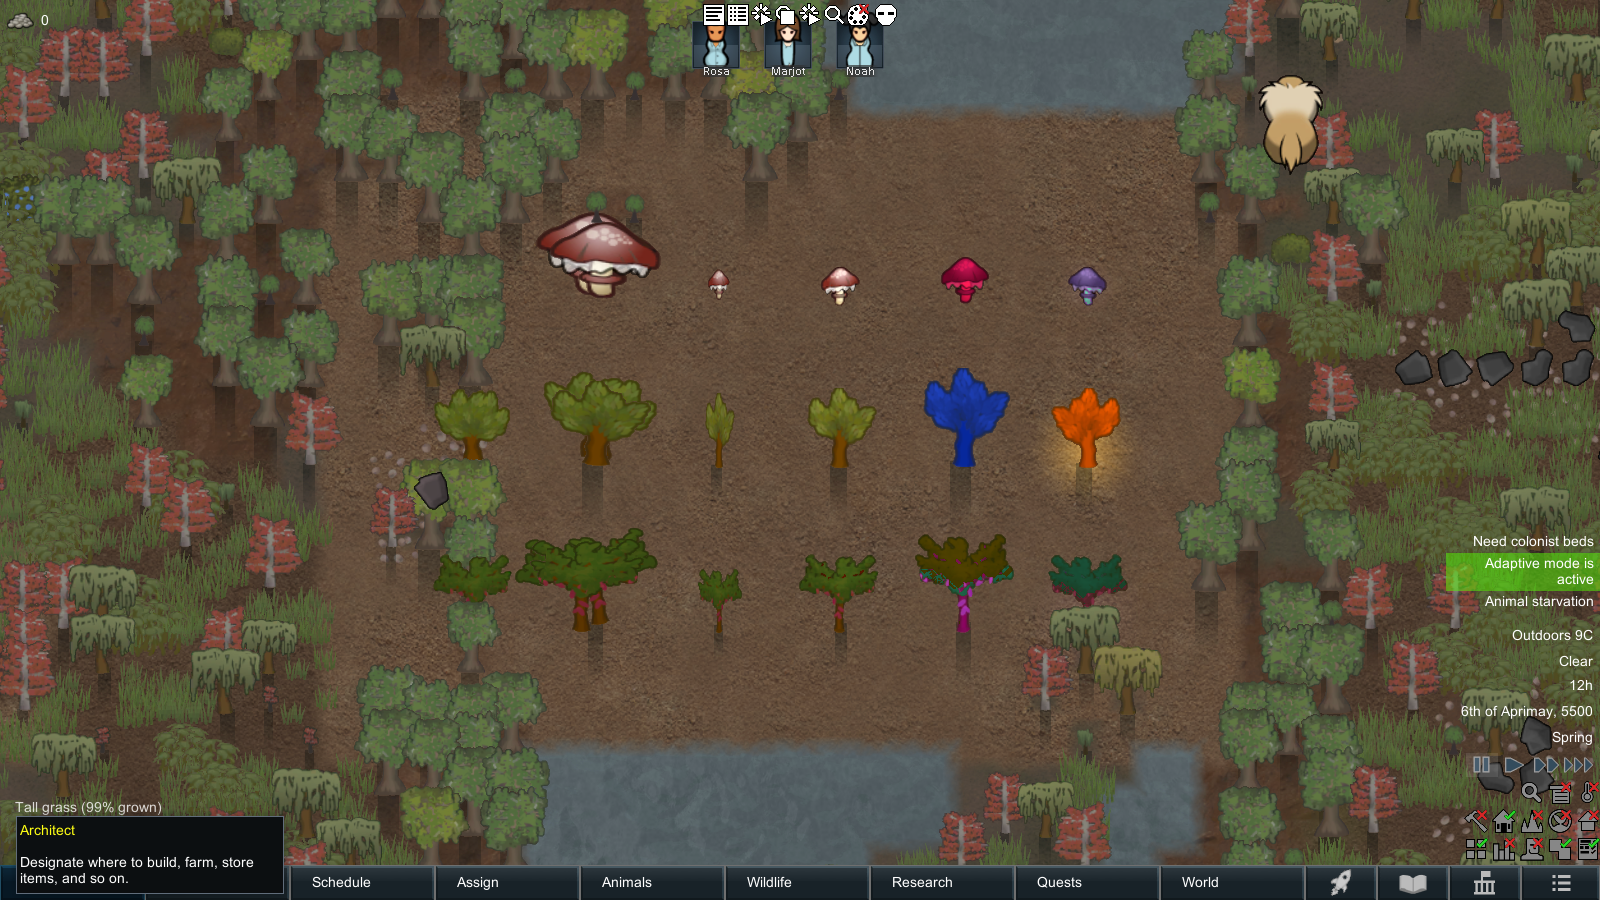 0
Rosa
Marjot
Noah
Need colonist beds
Adaptive mode is
active
Animal starvation
Outdoors 9C
Clear
12h
6th of Aprimay, 5500
Spring
Tall grass (99% grown)
Architect
Designate where to build, farm, store
items, and so on.
Schedule
Assign
Animals
Wildlife
Research
Quests
World